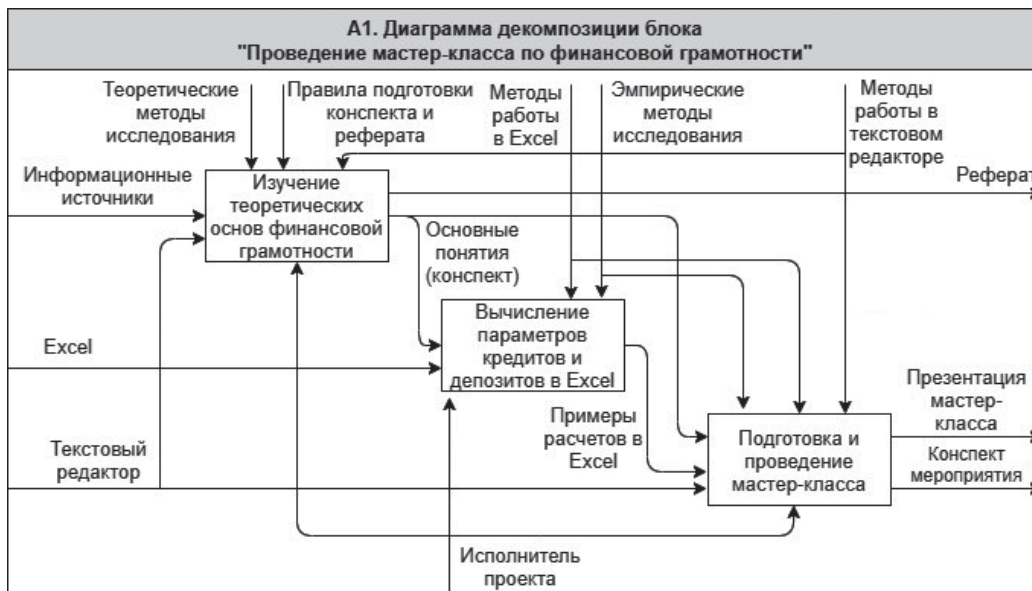 А1. Диаграмма декомпозиции блока
"Проведение мастер-класса по финансовой грамотности"
Теоретические
методы
исследования
Правила подготовки
конспекта и
реферата
Методы
работы
в Excel
Эмпирические
методы
исследования
Методы
работы в
текстовом
редакторе
Информационные
источники
Изучение
теоретических
основ финансовой
грамотности
Реферат
Основные
понятия
(конспект)
Excel
Вычисление
параметров
кредитов и
депозитов в Excel
Примеры
расчетов в
Excel
Текстовый
редактор
Подготовка и
проведение
мастер-класса
Презентация
мастер-
класса
Конспект
мероприятия
Исполнитель
проекта